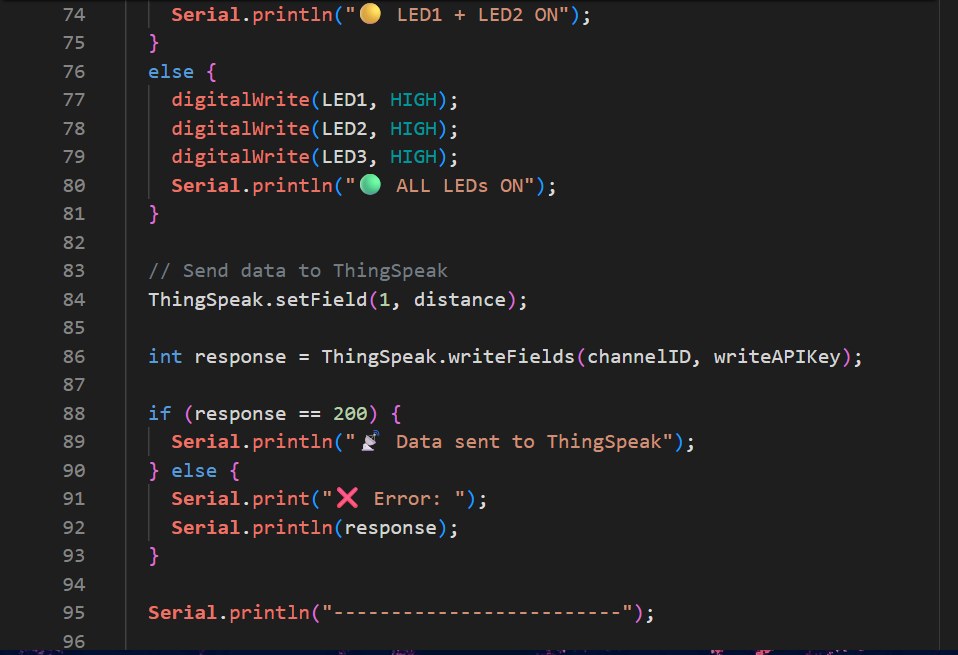 74 Serial.println("🟡 LED1 + LED2 ON");
75 }
76 else {
77 digitalWrite(LED1, HIGH);
78 digitalWrite(LED2, HIGH);
79 digitalWrite(LED3, HIGH);
80 Serial.println("🟢 ALL LEDs ON");
81 }
82
83 // Send data to ThingSpeak
84 ThingSpeak.setField(1, distance);
85
86 int response = ThingSpeak.writeFields(channelID, writeAPIKey);
87
88 if (response == 200) {
89 Serial.println("📡 Data sent to ThingSpeak");
90 } else {
91 Serial.print("❌ Error: ");
92 Serial.println(response);
93 }
94
95 Serial.println("-------------------------");
96